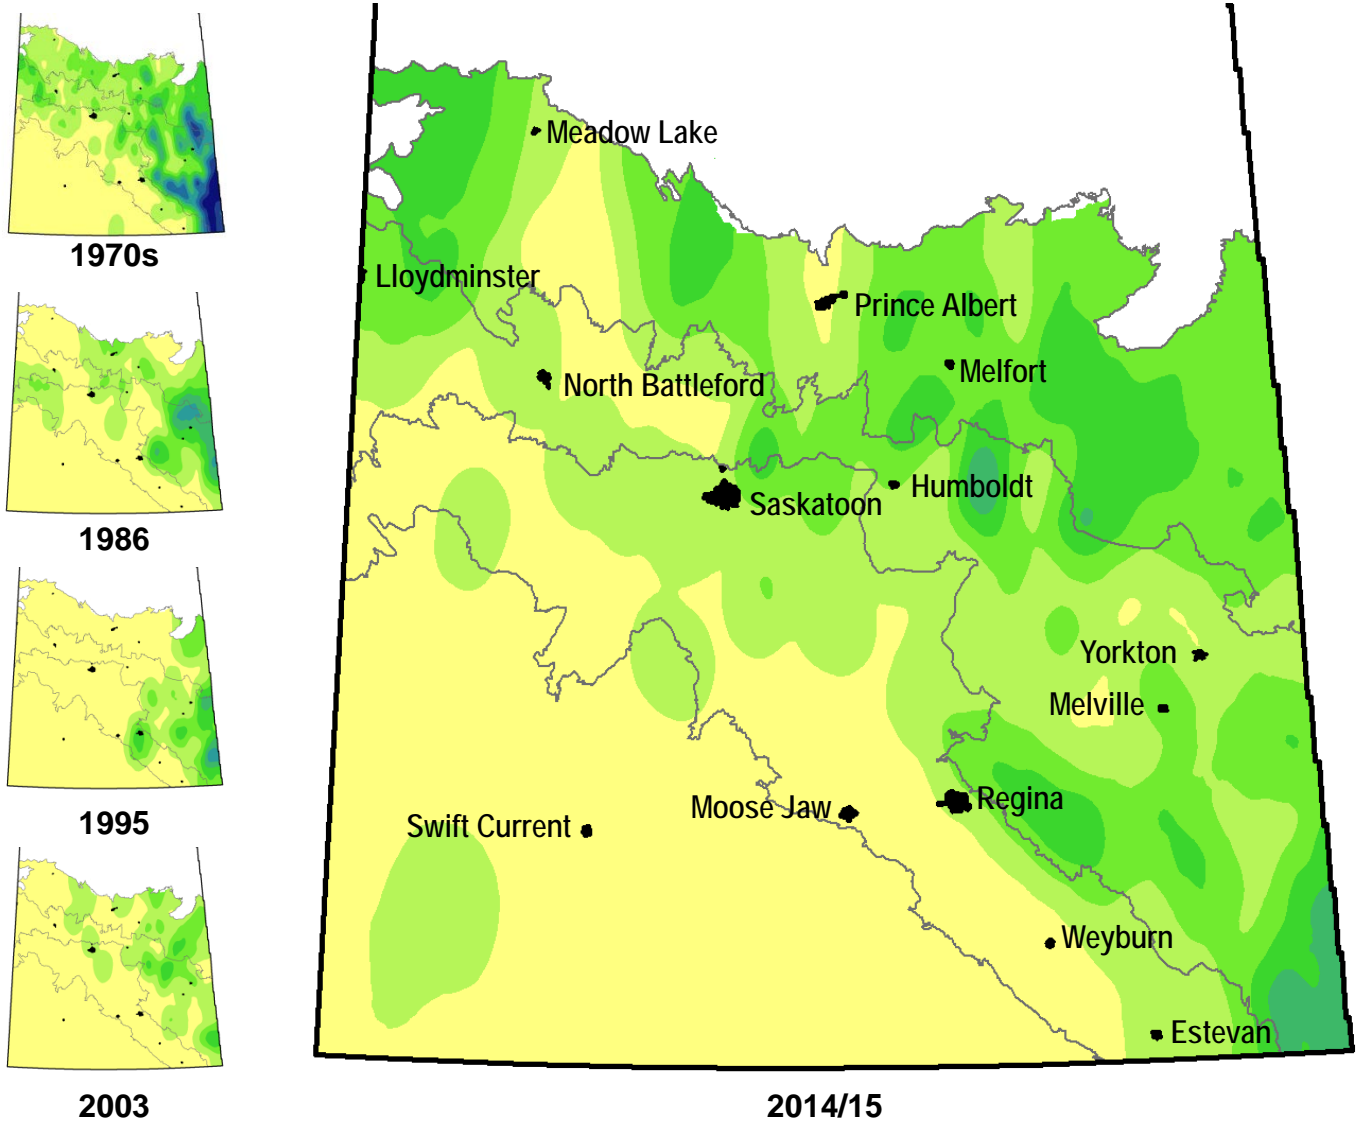 Meadow Lake
1970s
Lloydminster
Prince Albert
Melfort
North Battleford
Humboldt
Saskatoon
1986
Yorkton
Melville
Regina
Moose Jaw
Swift Current
1995
Weyburn
Estevan
2003
2014/15